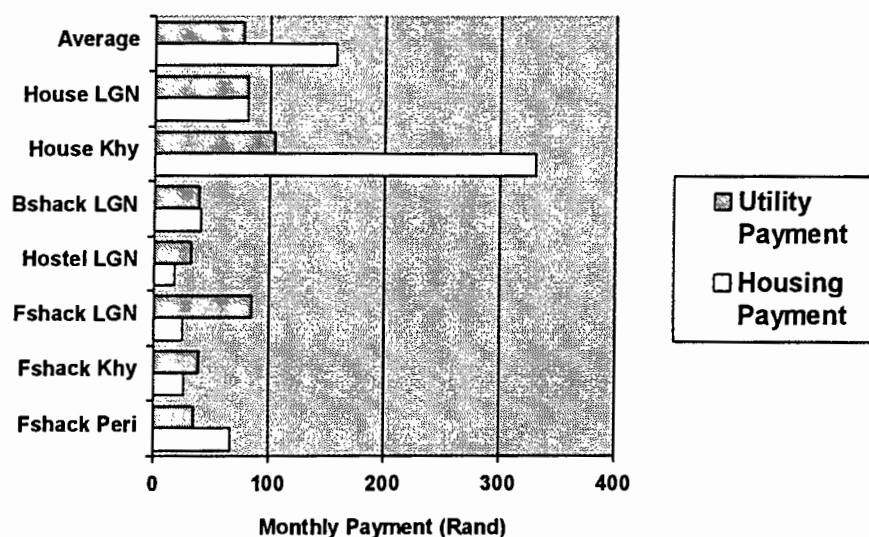 Average
House LGN
House Khy
Bshack LGN
Hostel LGN
Fshack LGN
Fshack Khy
Fshack Peri
0 100 200 300 400
Monthly Payment (Rand)
Utility
Payment
Housing
Payment